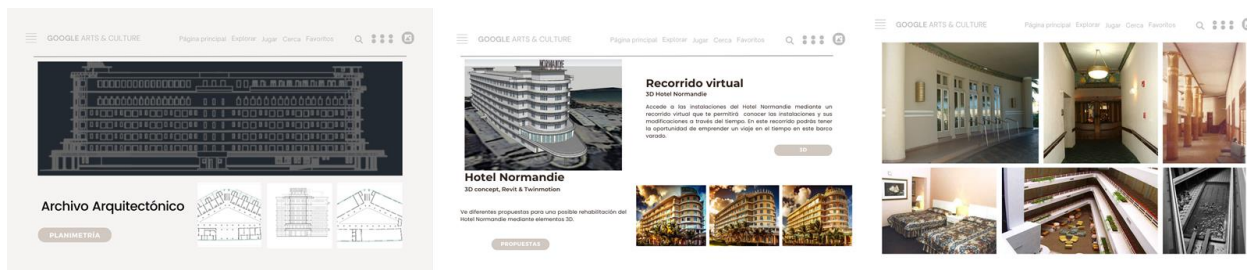 GOOGLE ARTS & CULTURE Página principal Explorar Jugar Cerca Favoritos
Archivo Arquitectónico
PLANIMETRÍA
GOOGLE ARTS & CULTURE Página principal Explorar Jugar Cerca Favoritos
NORMANDIE
Recorrido virtual
3D Hotel Normandie
Accede a las instalaciones del Hotel Normandie mediante un
recorrido virtual que te permitirá conocer las instalaciones y sus
modificaciones a través del tiempo. En este recorrido podrás tener
la oportunidad de emprender un viaje en el tiempo en este barco
varado.
3D
Hotel Normandie
3D concept, Revit & Twinmotion
Ve diferentes propuestas para una posible rehabilitación del
Hotel Normandie mediante elementos 3D.
PROPUESTAS
GOOGLE ARTS & CULTURE Página principal Explorar Jugar Cerca Favoritos